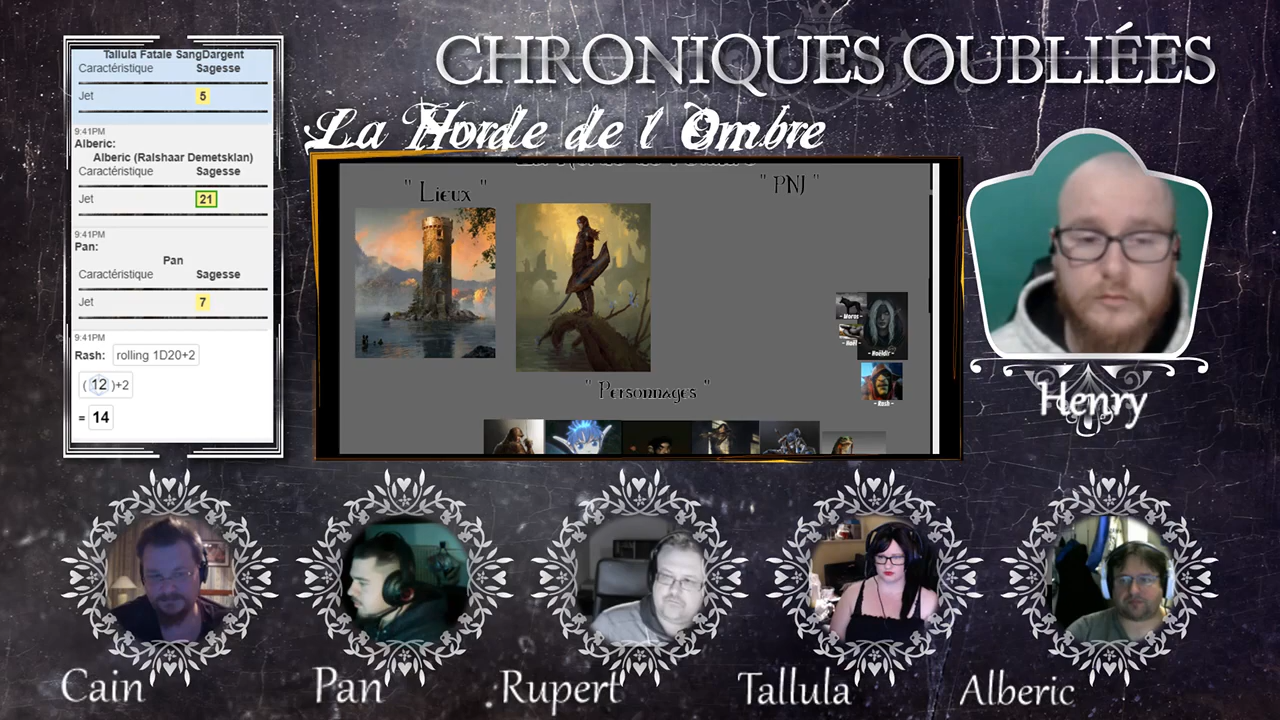 CHRONIQUES OUBLIÉES
La Horde de l'Ombre
Tallula Fatale SangDargent
Caractéristique Sagesse
Jet 5
9:41PM
Alberic:
Alberic (Ralshaar Demetsklan)
Caractéristique Sagesse
Jet 21
9:41PM
Pan:
Pan
Caractéristique Sagesse
Jet 7
9:41PM
Rash: rolling 1D20+2
(12)+2
= 14
" Lieux "
" PNJ "
- Noeldir -
- Rash -
" Personnages "
Henry
Cain
Pan
Rupert
Tallula
Alberic